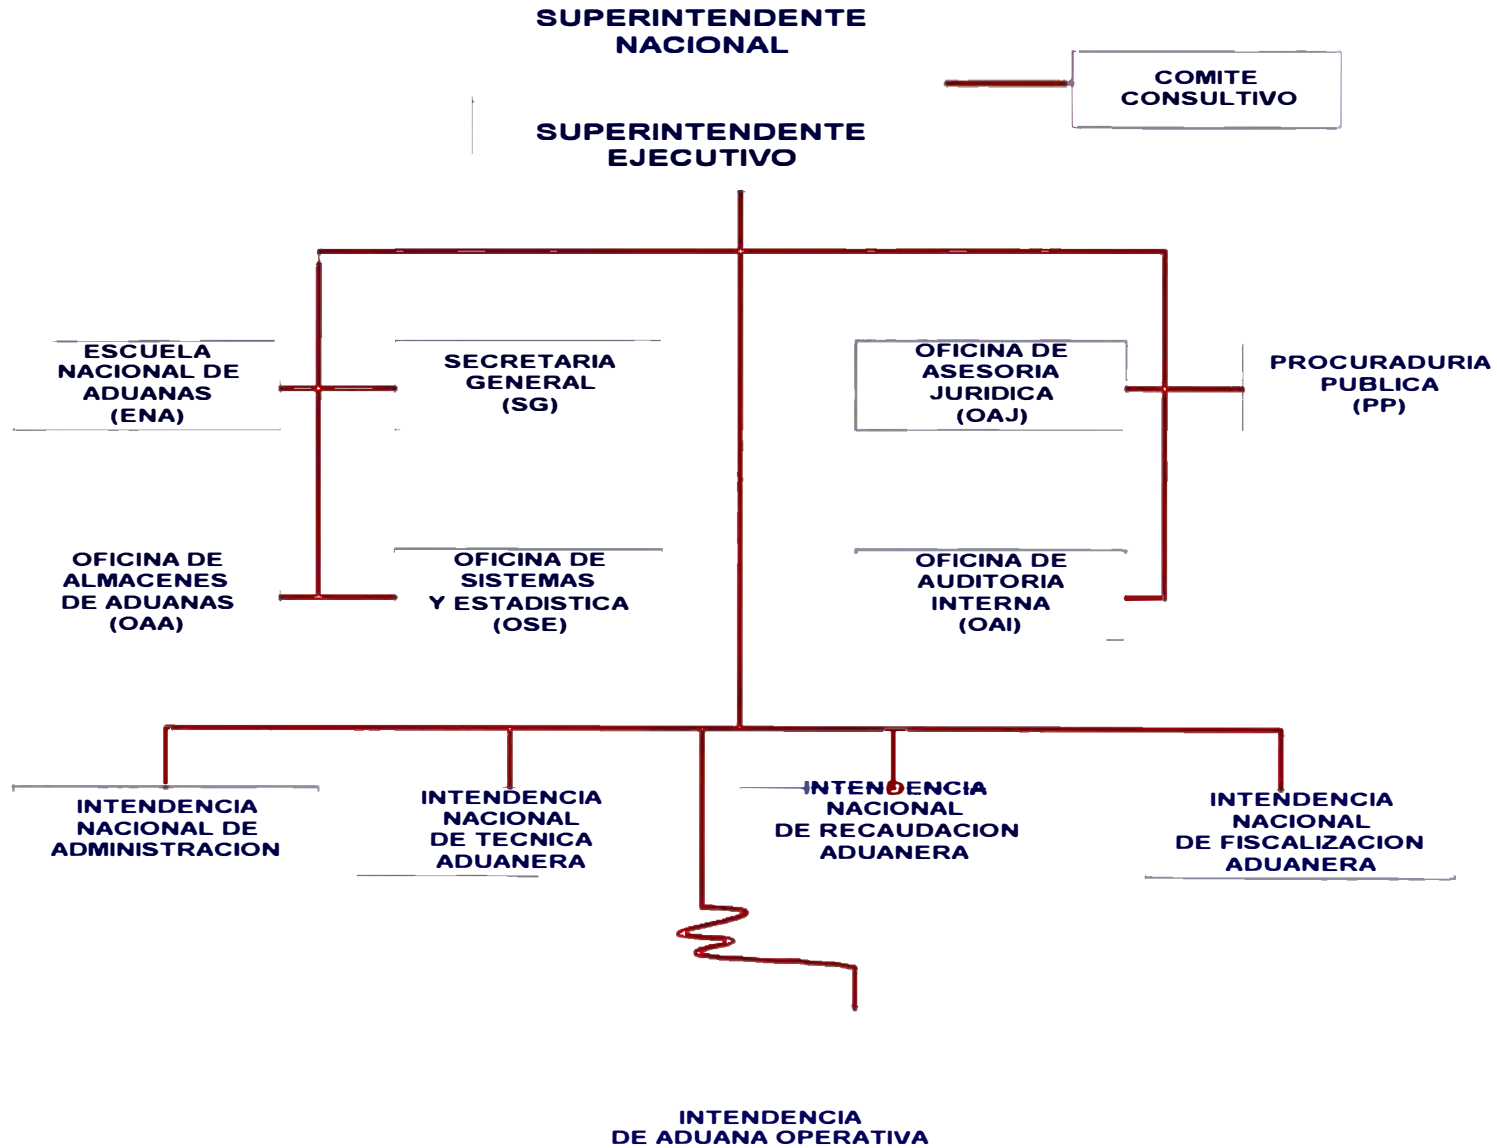 SUPERINTENDENTE
NACIONAL
COMITE
CONSULTIVO
SUPERINTENDENTE
EJECUTIVO
ESCUELA
NACIONAL DE
ADUANAS
(ENA)
SECRETARIA
GENERAL
(SG)
OFICINA DE
ASESORIA
JURIDICA
(OAJ)
PROCURADURIA
PUBLICA
(PP)
OFICINA DE
ALMACENES
DE ADUANAS
(OAA)
OFICINA DE
SISTEMAS
Y ESTADISTICA
(OSE)
OFICINA DE
AUDITORIA
INTERNA
(OAI)
INTENDENCIA
NACIONAL DE
ADMINISTRACION
INTENDENCIA
NACIONAL
DE TECNICA
ADUANERA
INTENDENCIA
NACIONAL
DE RECAUDACION
ADUANERA
INTENDENCIA
NACIONAL
DE FISCALIZACION
ADUANERA
INTENDENCIA
DE ADUANA OPERATIVA